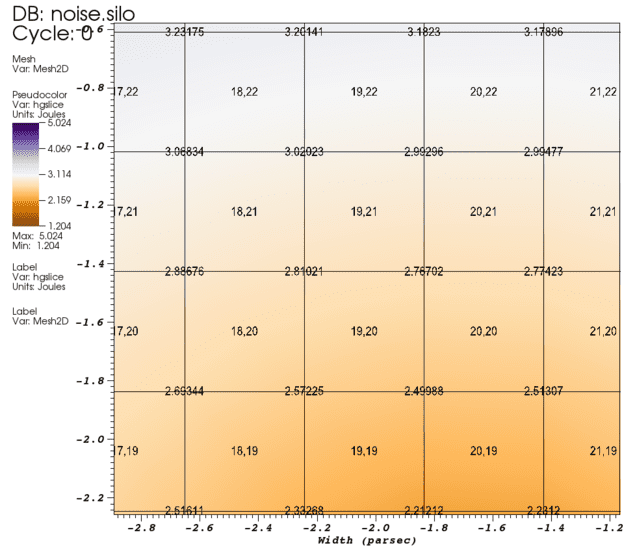 DB: noise.silo
Cycle: 0
Mesh
Var: Mesh2D
Pseudocolor
Var: hgslice
Units: Joules
5.024
4.069
3.114
2.159
1.204
Max: 5.024
Min: 1.204
Label
Var: hgslice
Units: Joules
Label
Var: Mesh2D
-0.6
3.23175 3.20141 3.1823 3.17896
-0.8
7,22 18,22 19,22 20,22 21,22
-1.0
3.06834 3.02023 2.99296 2.99477
-1.2
7,21 18,21 19,21 20,21 21,21
-1.4
2.88676 2.81021 2.76702 2.77423
-1.6
7,20 18,20 19,20 20,20 21,20
-1.8
2.69344 2.57225 2.49988 2.51307
-2.0
7,19 18,19 19,19 20,19 21,19
-2.2
2.51611 2.33268 2.21212 2.2312
-2.8 -2.6 -2.4 -2.2 -2.0 -1.8 -1.6 -1.4 -1.2
Width (parsec)